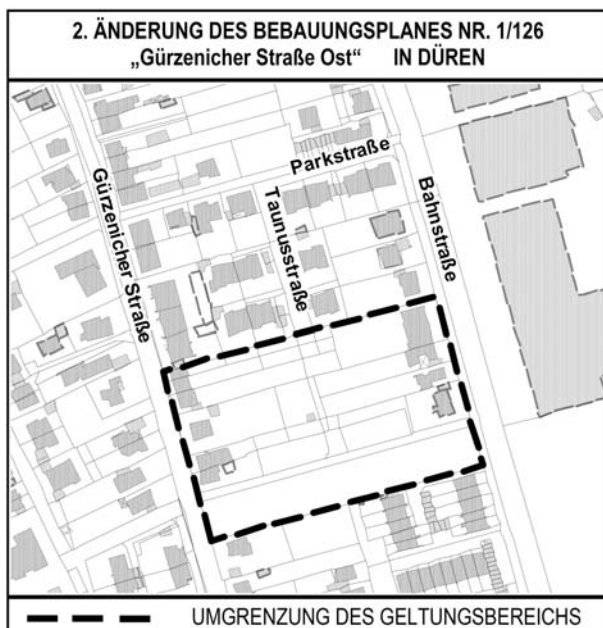 2. ÄNDERUNG DES BEBAUUNGSPLANES NR. 1/126
„Gürzenicher Straße Ost“ IN DÜREN
Parkstraße
Gürzenicher Straße
Taunusstraße
Bahnstraße
UMGRENZUNG DES GELTUNGSBEREICHS